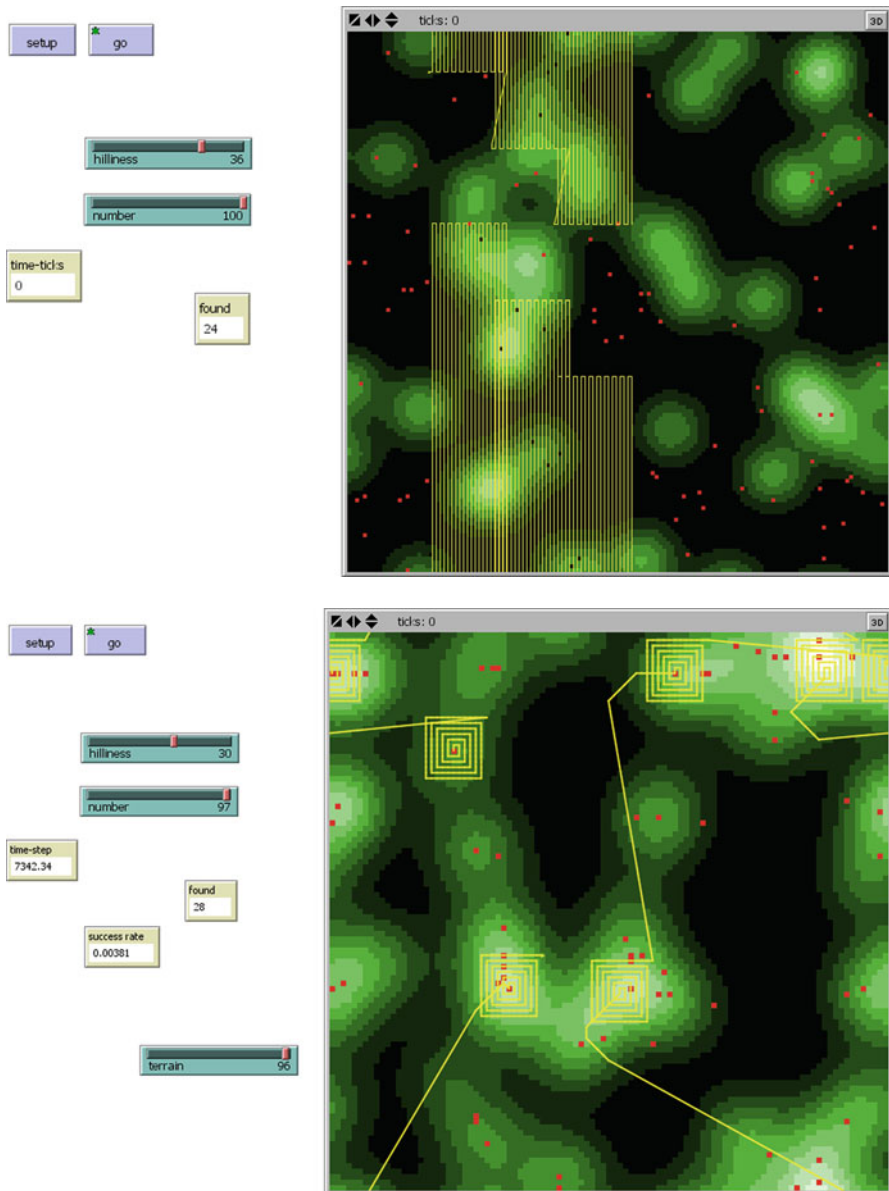 ticks: 0
3D
setup
go
hilliness 36
number 100
time-ticks
0
found
24
ticks: 0
3D
setup
go
hilliness 30
number 97
time-step
7342.34
found
28
success rate
0.00381
terrain 96